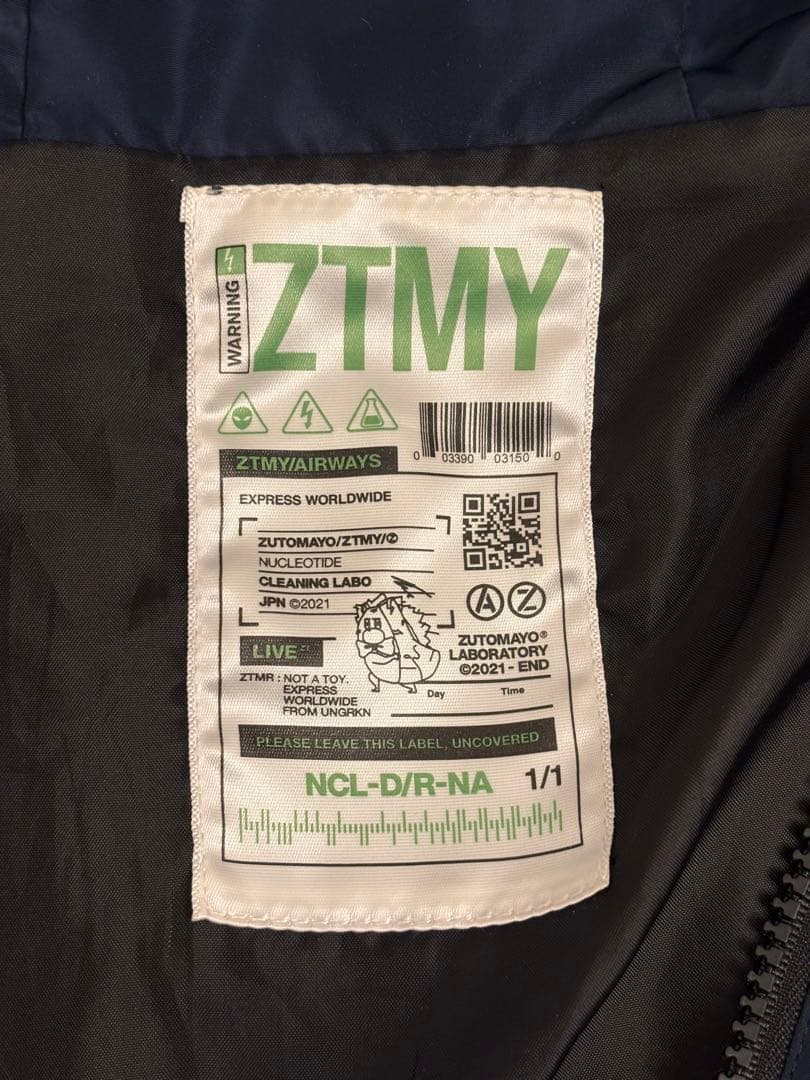 WARNING
ZTMY
0 03390 03150 0
ZTMY/AIRWAYS
EXPRESS WORLDWIDE
ZUTOMAYO/ZTMY/Ⓩ
NUCLEOTIDE
CLEANING LABO
JPN ©2021
A Z
ZUTOMAYO®
LABORATORY
©2021 - END
LIVE
ZTMR : NOT A TOY.
EXPRESS
WORLDWIDE
FROM UNGRKN
Day Time
PLEASE LEAVE THIS LABEL, UNCOVERED
NCL-D/R-NA 1/1